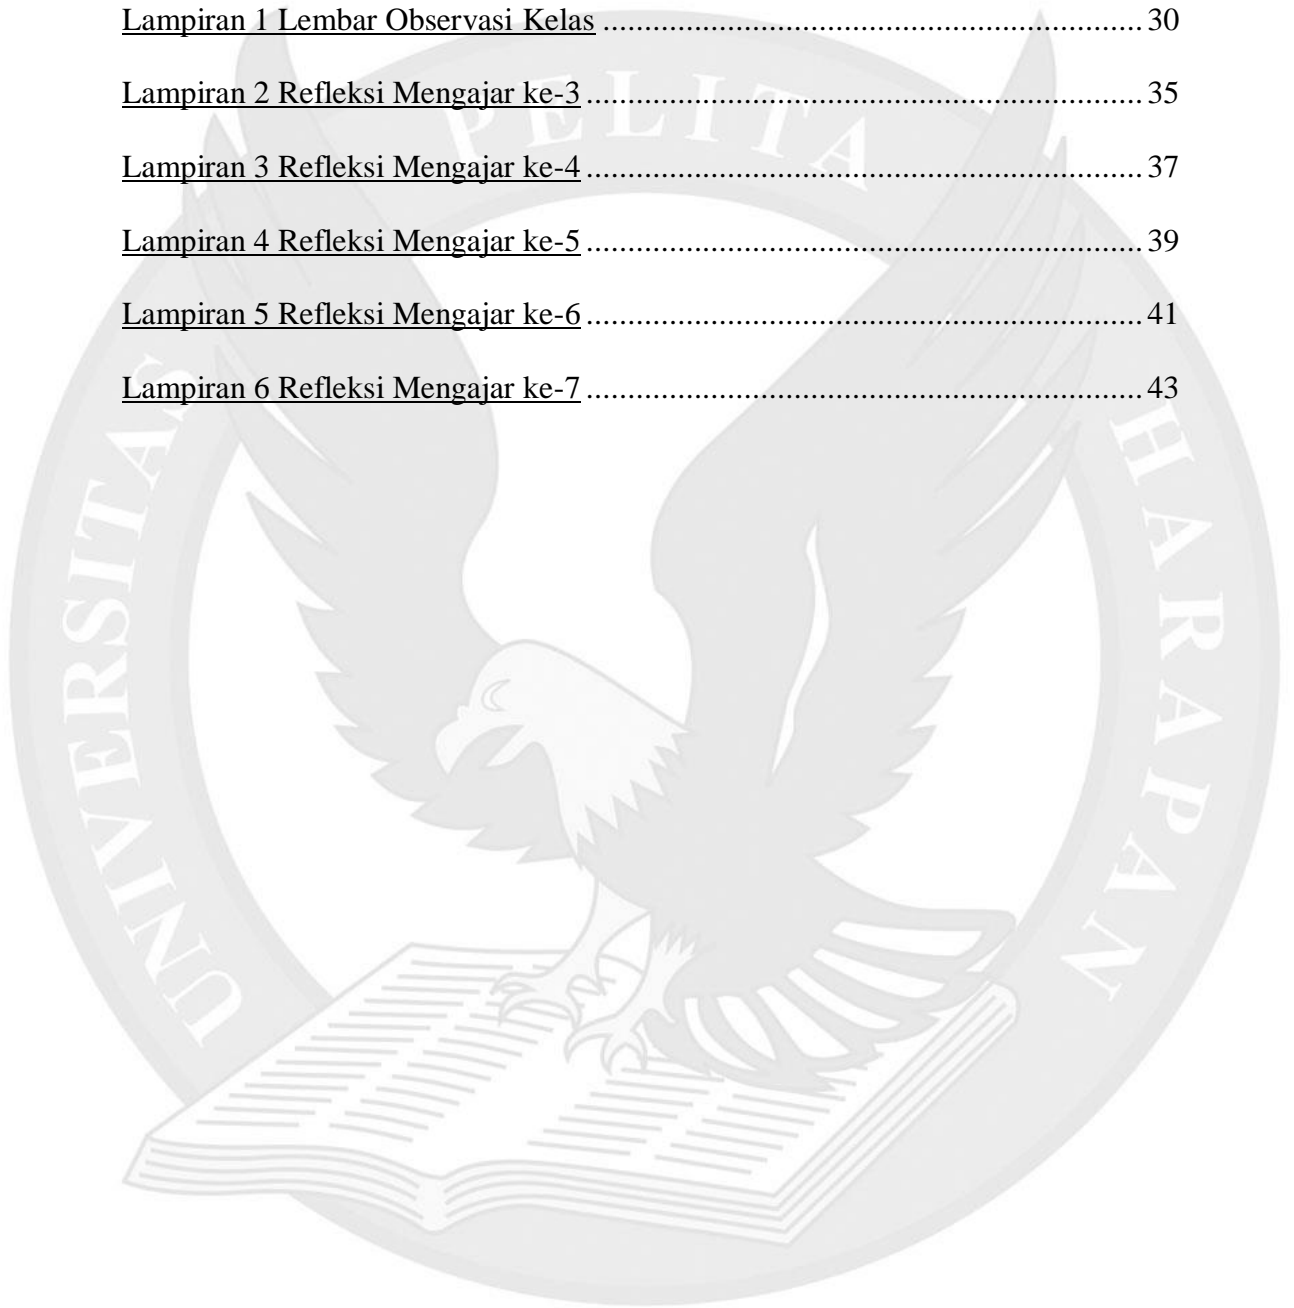 Lampiran 1 Lembar Observasi Kelas ................................................................... 30
Lampiran 2 Refleksi Mengajar ke-3 ..................................................................... 35
Lampiran 3 Refleksi Mengajar ke-4 ..................................................................... 37
Lampiran 4 Refleksi Mengajar ke-5 ..................................................................... 39
Lampiran 5 Refleksi Mengajar ke-6 ..................................................................... 41
Lampiran 6 Refleksi Mengajar ke-7 ..................................................................... 43
UNIVERSITAS PELITA HARAPAN